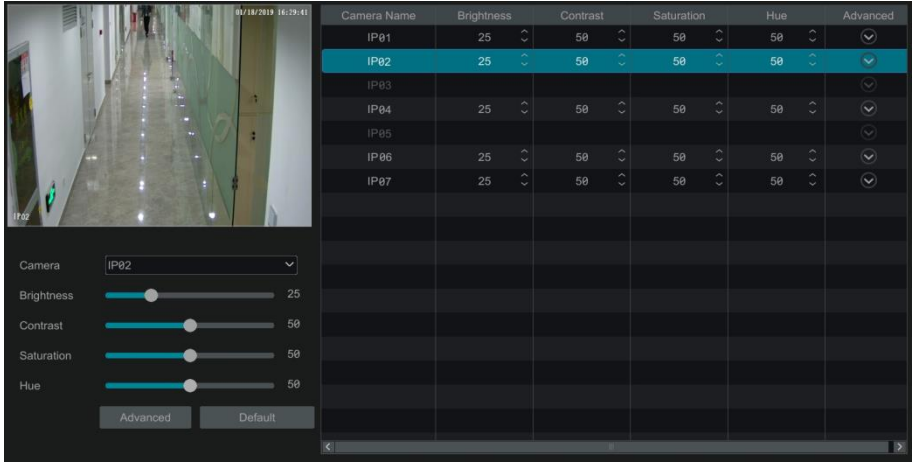 01/18/2019 16:29:41
IP02
Camera IP02
Brightness 25
Contrast 50
Saturation 50
Hue 50
Advanced Default
Camera Name Brightness Contrast Saturation Hue Advanced
IP01 25 50 50 50
IP02 25 50 50 50
IP03
IP04 25 50 50 50
IP05
IP06 25 50 50 50
IP07 25 50 50 50